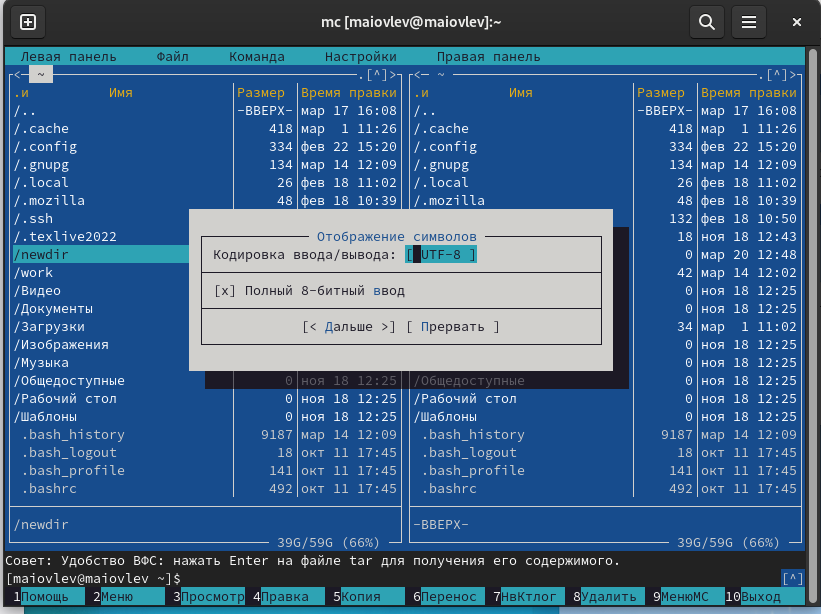 mc [maiovlev@maiovlev]:~
Левая панель Файл Команда Настройки Правая панель
<— ~ .[^]> <— ~ .[^]>
.и Имя Размер Время правки .и Имя Размер Время правки
/.. -ВВЕРХ- мар 17 16:08 /.. -ВВЕРХ- мар 17 16:08
/.cache 418 мар 1 11:26 /.cache 418 мар 1 11:26
/.config 334 фев 22 15:20 /.config 334 фев 22 15:20
/.gnupg 134 мар 14 12:09 /.gnupg 134 мар 14 12:09
/.local 26 фев 18 11:02 /.local 26 фев 18 11:02
/.mozilla 48 фев 18 10:39 /.mozilla 48 фев 18 10:39
/.ssh 132 фев 18 10:50
/.texlive2022 Отображение символов 18 ноя 18 12:43
/newdir Кодировка ввода/вывода: [ UTF-8 ] 0 мар 20 12:48
/work 42 мар 14 12:02
/Видео [x] Полный 8-битный ввод 0 ноя 18 12:25
/Документы 0 ноя 18 12:25
/Загрузки [< Дальше >] [ Прервать ] 34 мар 1 11:02
/Изображения 0 ноя 18 12:25
/Музыка 0 ноя 18 12:25
/Общедоступные 0 ноя 18 12:25 /Общедоступные 0 ноя 18 12:25
/Рабочий стол 0 ноя 18 12:25 /Рабочий стол 0 ноя 18 12:25
/Шаблоны 0 ноя 18 12:25 /Шаблоны 0 ноя 18 12:25
.bash_history 9187 мар 14 12:09 .bash_history 9187 мар 14 12:09
.bash_logout 18 окт 11 17:45 .bash_logout 18 окт 11 17:45
.bash_profile 141 окт 11 17:45 .bash_profile 141 окт 11 17:45
.bashrc 492 окт 11 17:45 .bashrc 492 окт 11 17:45
/newdir -ВВЕРХ-
39G/59G (66%) 39G/59G (66%)
Совет: Удобство ВФС: нажать Enter на файле tar для получения его содержимого.
[maiovlev@maiovlev ~]$ [^]
1Помощь 2Меню 3Просмотр 4Правка 5Копия 6Перенос 7НвКтлог 8Удалить 9МенюMC 10Выход